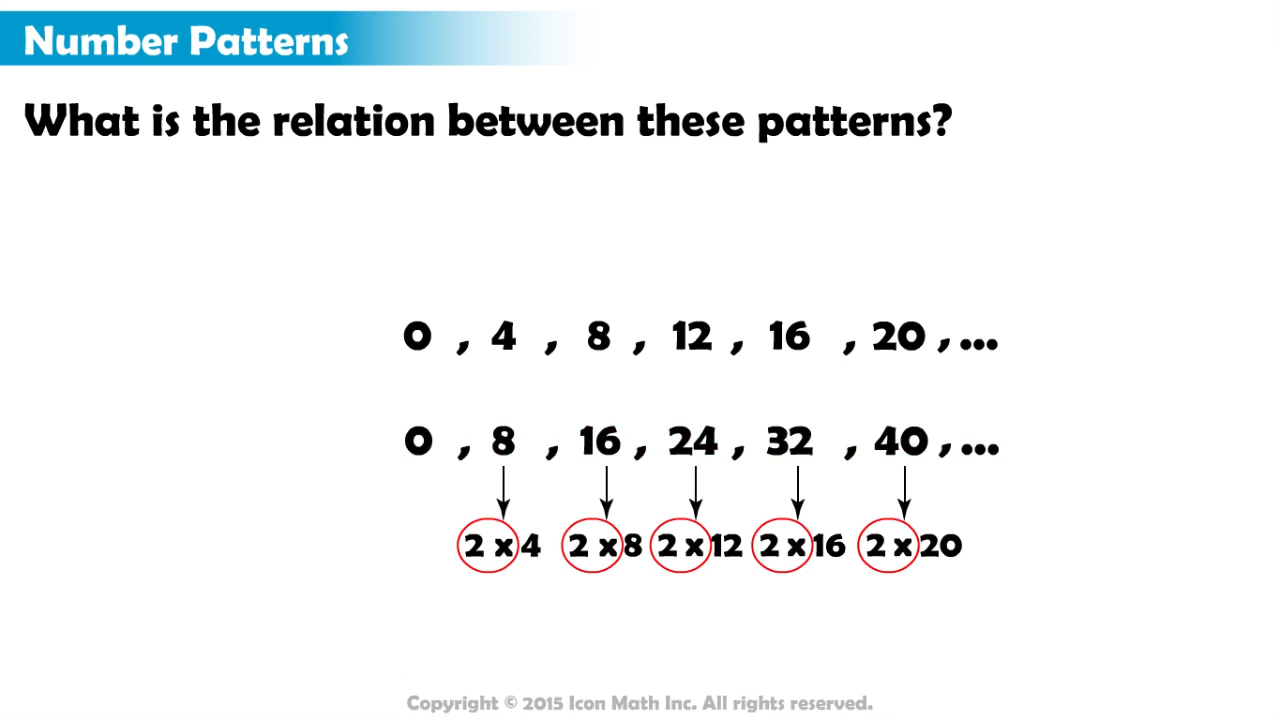 Number Patterns
What is the relation between these patterns?
0 , 4 , 8 , 12 , 16 , 20 , ...
0 , 8 , 16 , 24 , 32 , 40 , ...
2 x 4 2 x 8 2 x 12 2 x 16 2 x 20
Copyright © 2015 Icon Math Inc. All rights reserved.